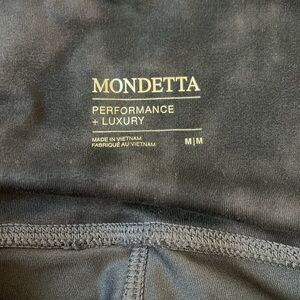 MONDETTA
PERFORMANCE
+ LUXURY
MADE IN VIETNAM
FABRIQUÉ AU VIETNAM
M|M